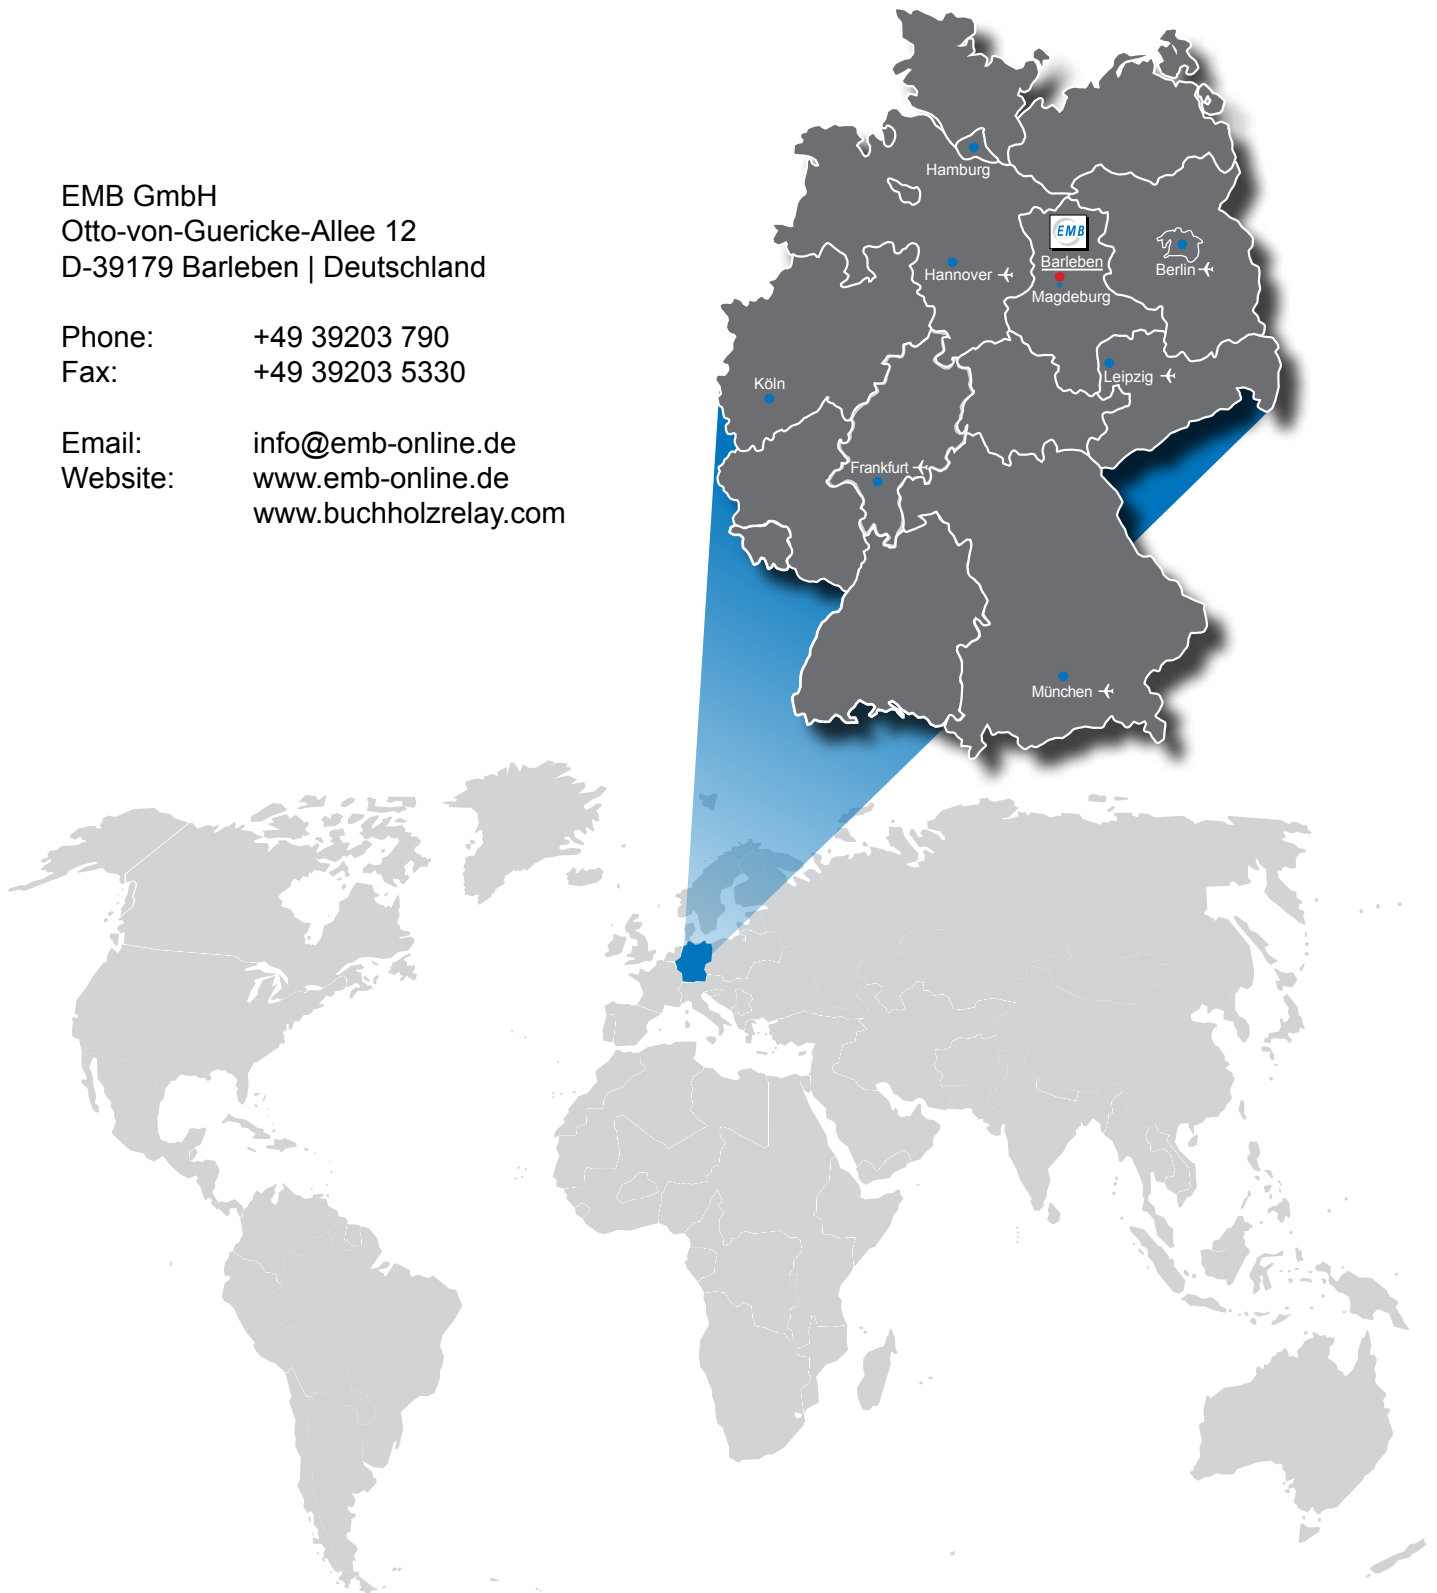 EMB GmbH
Otto-von-Guericke-Allee 12
D-39179 Barleben | Deutschland
Phone: +49 39203 790
Fax: +49 39203 5330
Email: info@emb-online.de
Website: www.emb-online.de
www.buchholzrelay.com
Hamburg
EMB
Barleben
Berlin
Hannover
Magdeburg
Leipzig
Köln
Frankfurt
München